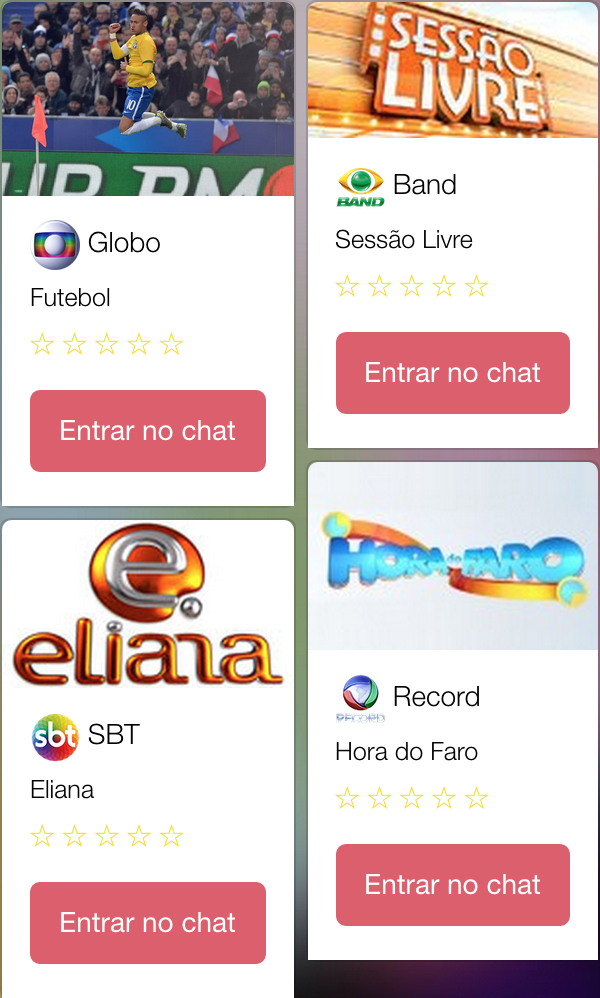 10
Globo
Futebol
☆ ☆ ☆ ☆ ☆
Entrar no chat
SESSÃO
LIVRE
BAND
Band
Sessão Livre
☆ ☆ ☆ ☆ ☆
Entrar no chat
eliana
sbt
SBT
Eliana
☆ ☆ ☆ ☆ ☆
Entrar no chat
HORA do FARO
RECORD
Record
Hora do Faro
☆ ☆ ☆ ☆ ☆
Entrar no chat